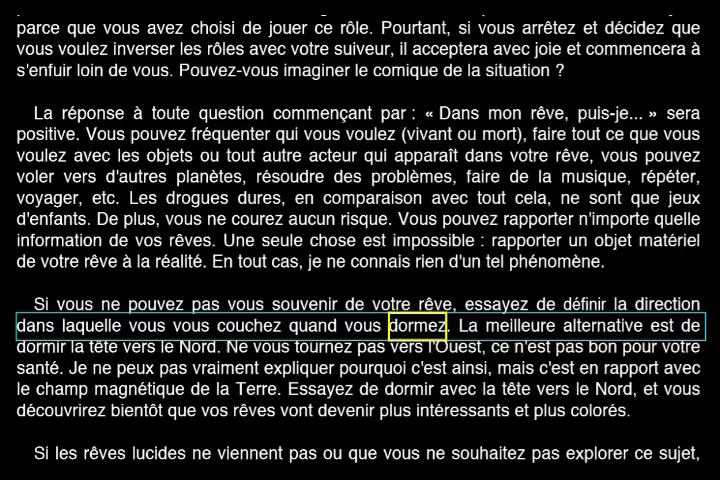 parce que vous avez choisi de jouer ce rôle. Pourtant, si vous arrêtez et décidez que
vous voulez inverser les rôles avec votre suiveur, il acceptera avec joie et commencera à
s'enfuir loin de vous. Pouvez-vous imaginer le comique de la situation ?
La réponse à toute question commençant par : « Dans mon rêve, puis-je... » sera
positive. Vous pouvez fréquenter qui vous voulez (vivant ou mort), faire tout ce que vous
voulez avec les objets ou tout autre acteur qui apparaît dans votre rêve, vous pouvez
voler vers d'autres planètes, résoudre des problèmes, faire de la musique, répéter,
voyager, etc. Les drogues dures, en comparaison avec tout cela, ne sont que jeux
d'enfants. De plus, vous ne courez aucun risque. Vous pouvez rapporter n'importe quelle
information de vos rêves. Une seule chose est impossible : rapporter un objet matériel
de votre rêve à la réalité. En tout cas, je ne connais rien d'un tel phénomène.
Si vous ne pouvez pas vous souvenir de votre rêve, essayez de définir la direction
dans laquelle vous vous couchez quand vous dormez. La meilleure alternative est de
dormir la tête vers le Nord. Ne vous tournez pas vers l'Ouest, ce n'est pas bon pour votre
santé. Je ne peux pas vraiment expliquer pourquoi c'est ainsi, mais c'est en rapport avec
le champ magnétique de la Terre. Essayez de dormir avec la tête vers le Nord, et vous
découvrirez bientôt que vos rêves vont devenir plus intéressants et plus colorés.
Si les rêves lucides ne viennent pas ou que vous ne souhaitez pas explorer ce sujet,